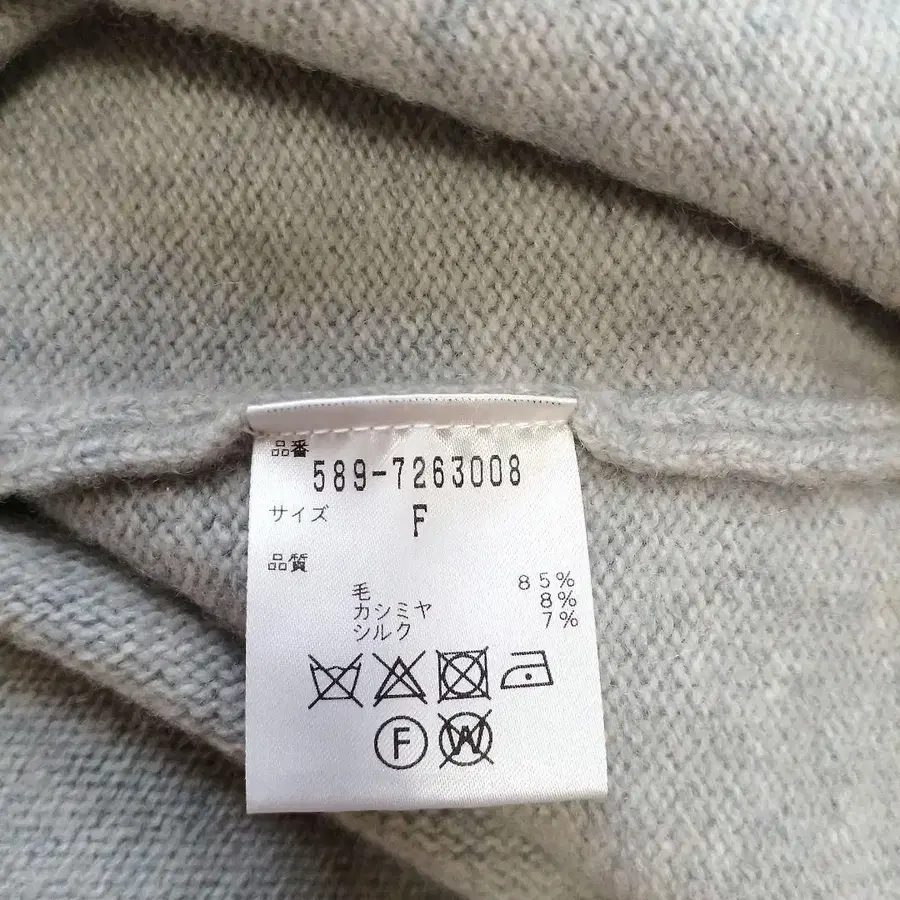 品番
589-7263008
サイズ F
品質
毛 85%
カシミヤ 8%
シルク 7%
F W